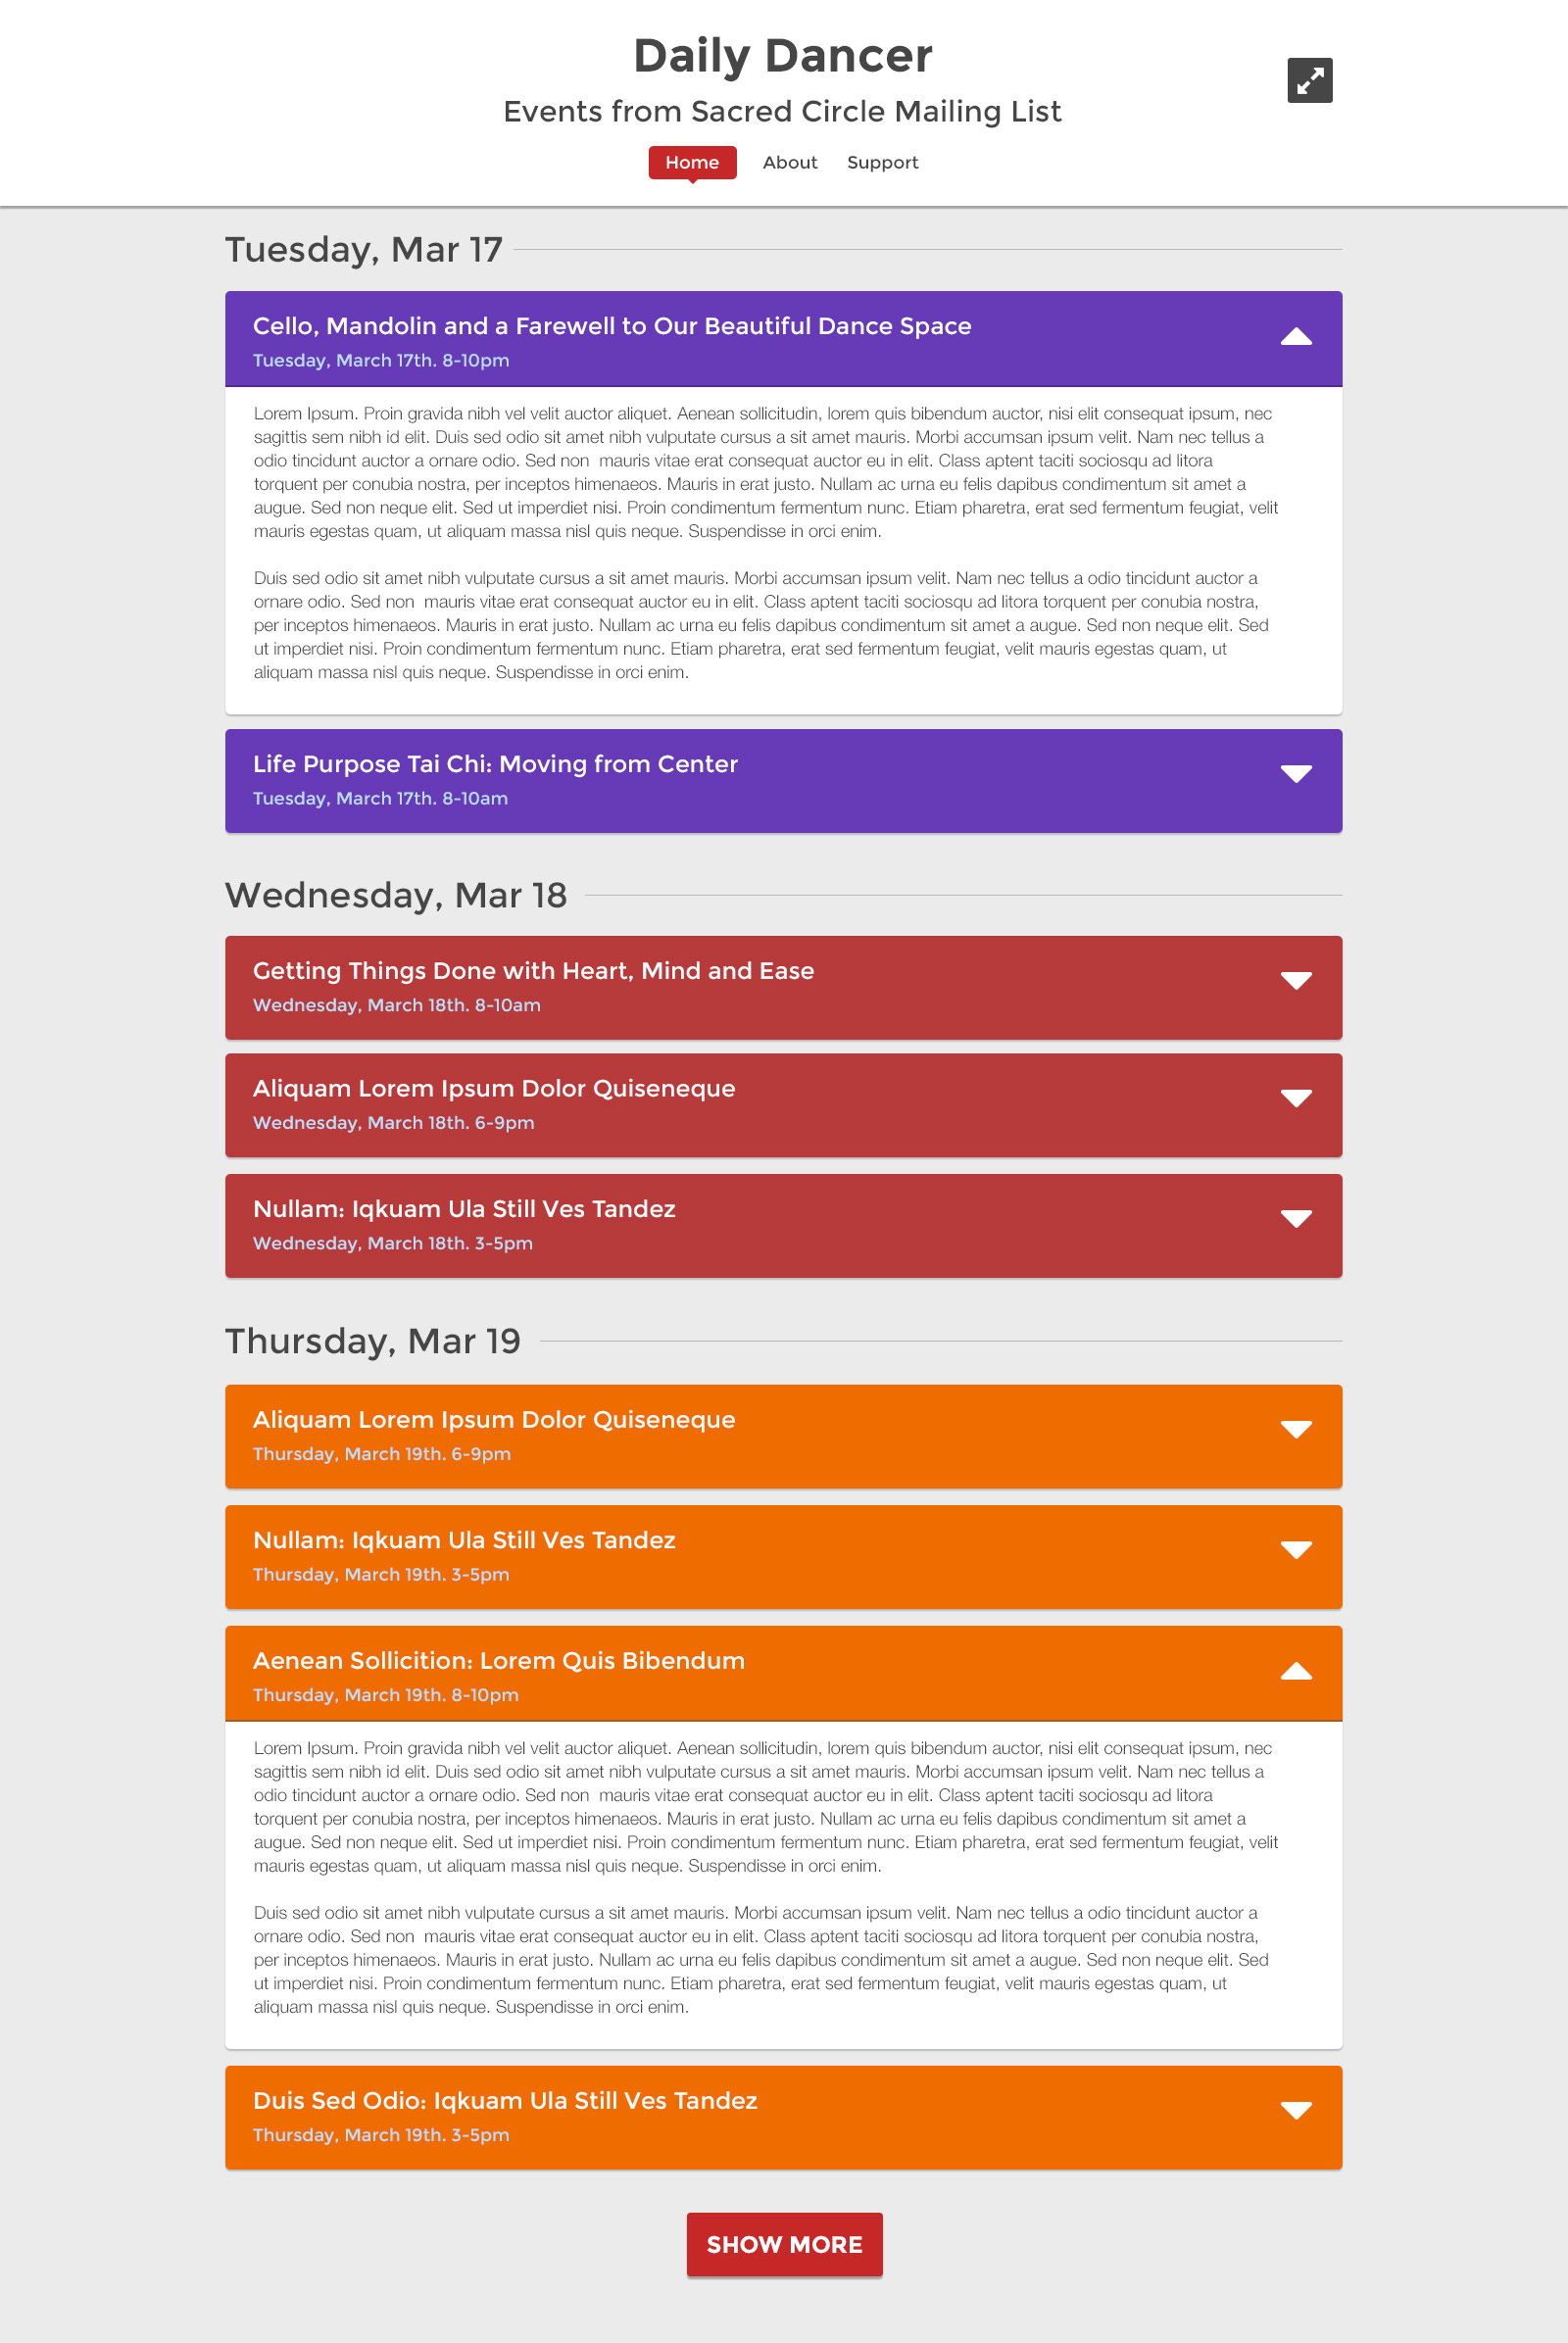 Daily Dancer
Events from Sacred Circle Mailing List
Home About Support
Tuesday, Mar 17
Cello, Mandolin and a Farewell to Our Beautiful Dance Space
Tuesday, March 17th. 8-10pm
Lorem Ipsum. Proin gravida nibh vel velit auctor aliquet. Aenean sollicitudin, lorem quis bibendum auctor, nisi elit consequat ipsum, nec
sagittis sem nibh id elit. Duis sed odio sit amet nibh vulputate cursus a sit amet mauris. Morbi accumsan ipsum velit. Nam nec tellus a
odio tincidunt auctor a ornare odio. Sed non  mauris vitae erat consequat auctor eu in elit. Class aptent taciti sociosqu ad litora
torquent per conubia nostra, per inceptos himenaeos. Mauris in erat justo. Nullam ac urna eu felis dapibus condimentum sit amet a
augue. Sed non neque elit. Sed ut imperdiet nisi. Proin condimentum fermentum nunc. Etiam pharetra, erat sed fermentum feugiat, velit
mauris egestas quam, ut aliquam massa nisl quis neque. Suspendisse in orci enim.
Duis sed odio sit amet nibh vulputate cursus a sit amet mauris. Morbi accumsan ipsum velit. Nam nec tellus a odio tincidunt auctor a
ornare odio. Sed non  mauris vitae erat consequat auctor eu in elit. Class aptent taciti sociosqu ad litora torquent per conubia nostra,
per inceptos himenaeos. Mauris in erat justo. Nullam ac urna eu felis dapibus condimentum sit amet a augue. Sed non neque elit. Sed
ut imperdiet nisi. Proin condimentum fermentum nunc. Etiam pharetra, erat sed fermentum feugiat, velit mauris egestas quam, ut
aliquam massa nisl quis neque. Suspendisse in orci enim.
Life Purpose Tai Chi: Moving from Center
Tuesday, March 17th. 8-10am
Wednesday, Mar 18
Getting Things Done with Heart, Mind and Ease
Wednesday, March 18th. 8-10am
Aliquam Lorem Ipsum Dolor Quiseneque
Wednesday, March 18th. 6-9pm
Nullam: Iqkuam Ula Still Ves Tandez
Wednesday, March 18th. 3-5pm
Thursday, Mar 19
Aliquam Lorem Ipsum Dolor Quiseneque
Thursday, March 19th. 6-9pm
Nullam: Iqkuam Ula Still Ves Tandez
Thursday, March 19th. 3-5pm
Aenean Sollicition: Lorem Quis Bibendum
Thursday, March 19th. 8-10pm
Lorem Ipsum. Proin gravida nibh vel velit auctor aliquet. Aenean sollicitudin, lorem quis bibendum auctor, nisi elit consequat ipsum, nec
sagittis sem nibh id elit. Duis sed odio sit amet nibh vulputate cursus a sit amet mauris. Morbi accumsan ipsum velit. Nam nec tellus a
odio tincidunt auctor a ornare odio. Sed non  mauris vitae erat consequat auctor eu in elit. Class aptent taciti sociosqu ad litora
torquent per conubia nostra, per inceptos himenaeos. Mauris in erat justo. Nullam ac urna eu felis dapibus condimentum sit amet a
augue. Sed non neque elit. Sed ut imperdiet nisi. Proin condimentum fermentum nunc. Etiam pharetra, erat sed fermentum feugiat, velit
mauris egestas quam, ut aliquam massa nisl quis neque. Suspendisse in orci enim.
Duis sed odio sit amet nibh vulputate cursus a sit amet mauris. Morbi accumsan ipsum velit. Nam nec tellus a odio tincidunt auctor a
ornare odio. Sed non  mauris vitae erat consequat auctor eu in elit. Class aptent taciti sociosqu ad litora torquent per conubia nostra,
per inceptos himenaeos. Mauris in erat justo. Nullam ac urna eu felis dapibus condimentum sit amet a augue. Sed non neque elit. Sed
ut imperdiet nisi. Proin condimentum fermentum nunc. Etiam pharetra, erat sed fermentum feugiat, velit mauris egestas quam, ut
aliquam massa nisl quis neque. Suspendisse in orci enim.
Duis Sed Odio: Iqkuam Ula Still Ves Tandez
Thursday, March 19th. 3-5pm
SHOW MORE